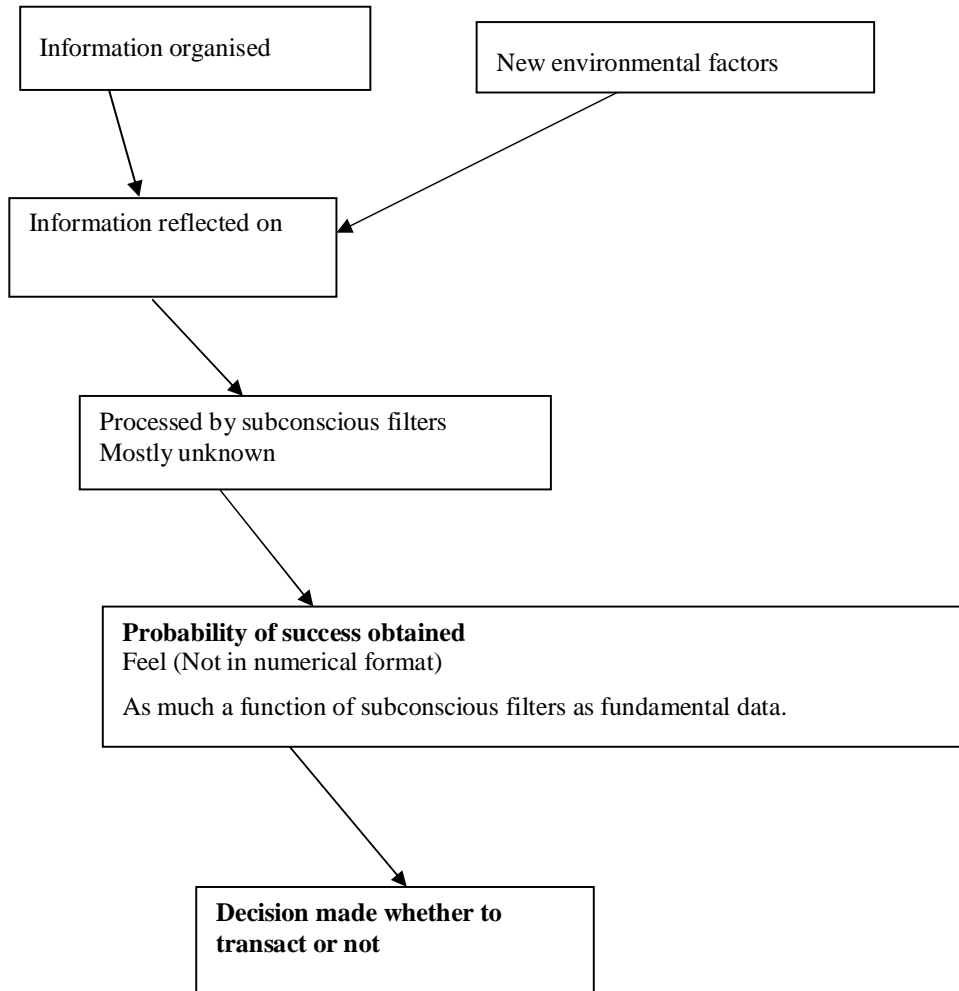 Information organised
New environmental factors
Information reflected on
Processed by subconscious filters
Mostly unknown
Probability of success obtained
Feel (Not in numerical format)
As much a function of subconscious filters as fundamental data.
Decision made whether to
transact or not